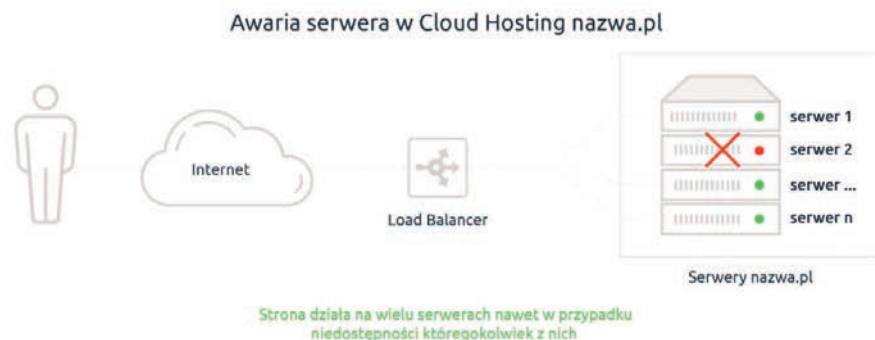 Awaria serwera w Cloud Hosting nazwa.pl
Internet
Load Balancer
serwer 1
serwer 2
serwer ...
serwer n
Serwery nazwa.pl
Strona działa na wielu serwerach nawet w przypadku
niedostępności któregokolwiek z nich